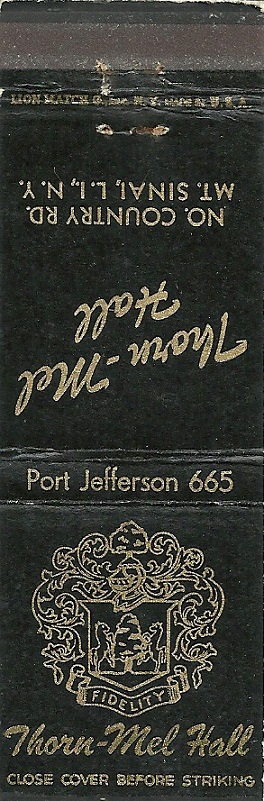 LION MATCH CO., Inc. N.Y. MADE IN U.S.A.
NO. COUNTRY RD.
MT. SINAI, L.I., N.Y.
Thorn-Mel
Hall
Port Jefferson 665
FIDELITY
Thorn-Mel Hall
CLOSE COVER BEFORE STRIKING